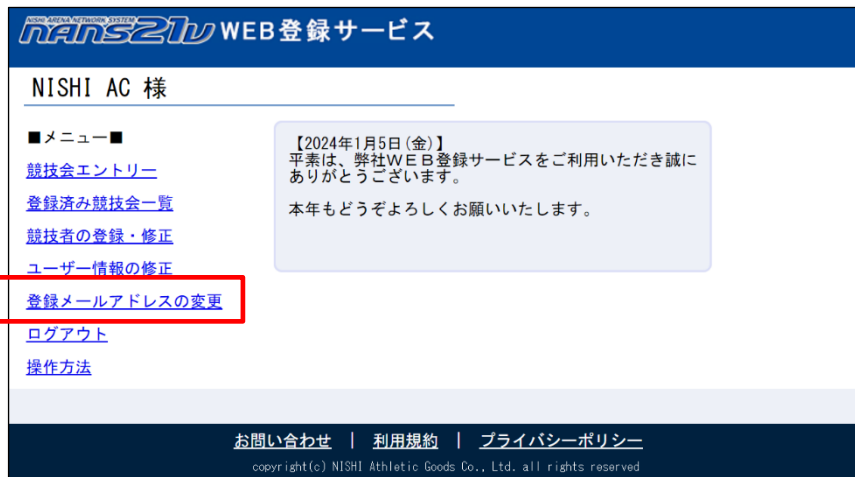 NISHI ARENA NETWORK SYSTEM
nans21v WEB登録サービス
NISHI AC 様
■メニュー■
競技会エントリー
登録済み競技会一覧
競技者の登録・修正
ユーザー情報の修正
登録メールアドレスの変更
ログアウト
操作方法
【2024年1月5日(金)】
平素は、弊社WEB登録サービスをご利用いただき誠に
ありがとうございます。
本年もどうぞよろしくお願いいたします。
お問い合わせ | 利用規約 | プライバシーポリシー
copyright(c) NISHI Athletic Goods Co., Ltd. all rights reserved